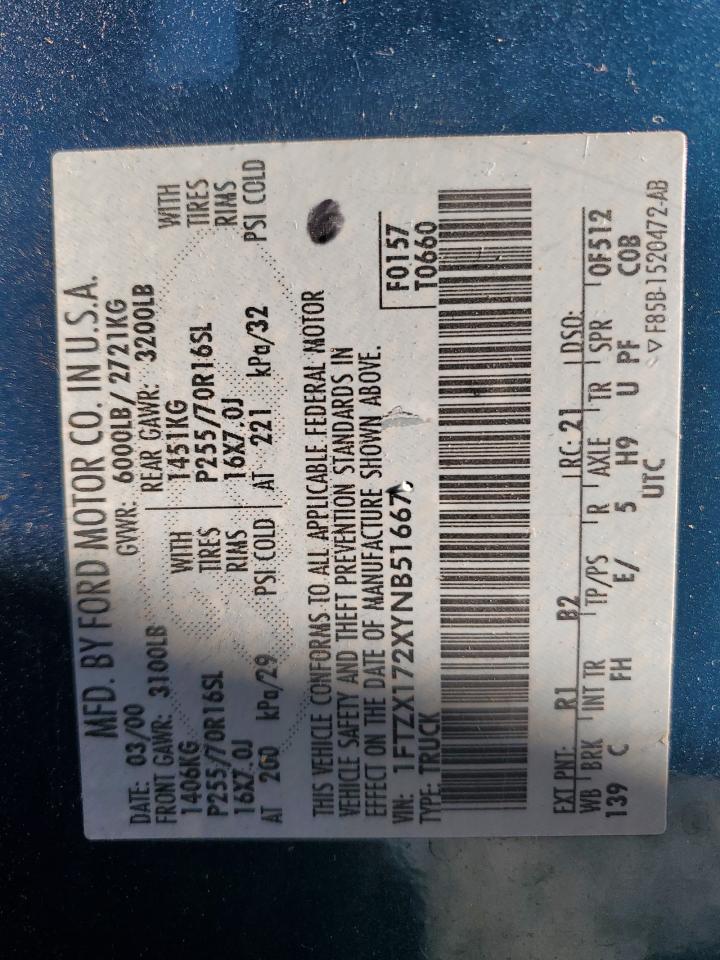 MFD. BY FORD MOTOR CO. IN U.S.A.
DATE: 03/00 GVWR: 6000LB/ 2721KG
FRONT GAWR: 3100LB REAR GAWR: 3200LB
1406KG WITH 1451KG WITH
P255/70R16SL TIRES P255/70R16SL TIRES
16X7.0J RIMS 16X7.0J RIMS
AT 200 kPa/29 PSI COLD AT 221 kPa/32 PSI COLD
THIS VEHICLE CONFORMS TO ALL APPLICABLE FEDERAL MOTOR
VEHICLE SAFETY AND THEFT PREVENTION STANDARDS IN
EFFECT ON THE DATE OF MANUFACTURE SHOWN ABOVE.
VIN: 1FTZX172XYNB51667 F0157
TYPE: TRUCK T0660
EXT PNT: R1 B2 RC: 21 DSO:
WB BRK INT TR TP/PS R AXLE TR SPR 0F512
139 C FH E/ 5 H9 U PF COB
UTC
▽ F85B-1520472-AB